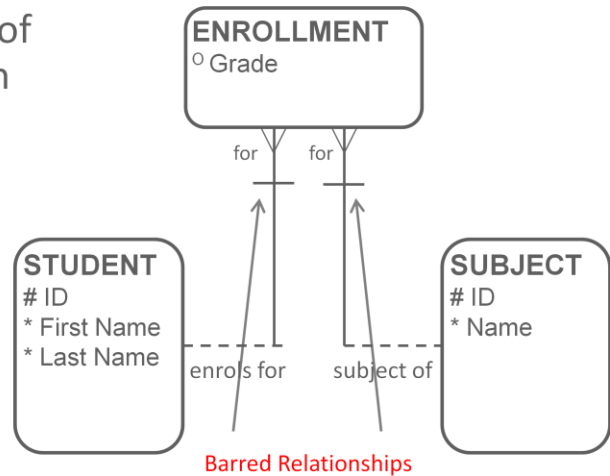 of
ENROLLMENT
O Grade
for
for
STUDENT
# ID
* First Name
* Last Name
SUBJECT
# ID
* Name
enrols for
subject of
Barred Relationships